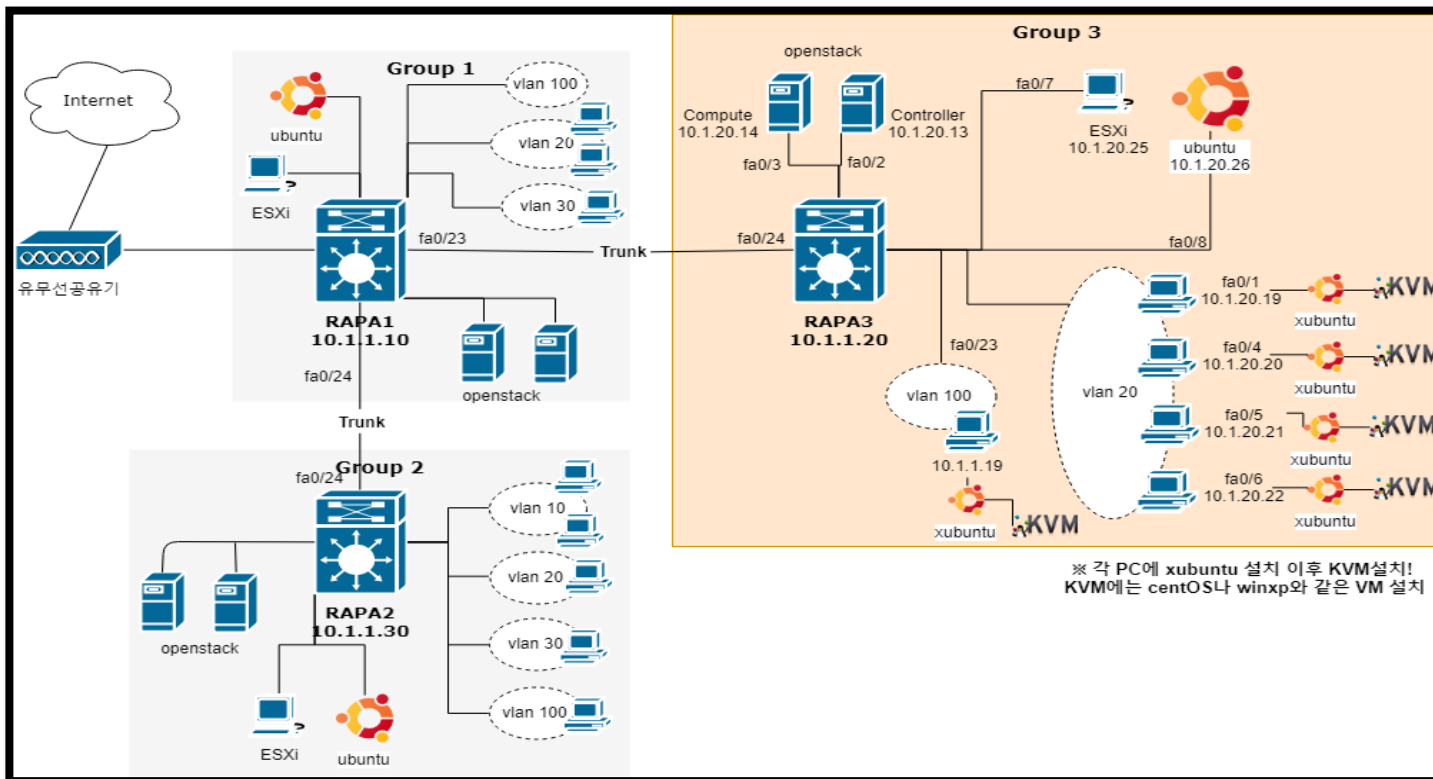 Internet
유무선공유기
Group 1
ubuntu
ESXi
vlan 100
vlan 20
vlan 30
fa0/23
Trunk
RAPA1
10.1.1.10
fa0/24
openstack
Trunk
fa0/24
Group 2
RAPA2
10.1.1.30
openstack
ESXi
ubuntu
vlan 10
vlan 20
vlan 30
vlan 100
Group 3
openstack
Compute
10.1.20.14
Controller
10.1.20.13
fa0/3
fa0/2
fa0/7
ESXi
10.1.20.25
ubuntu
10.1.20.26
fa0/24
fa0/8
RAPA3
10.1.1.20
fa0/23
vlan 100
10.1.1.19
xubuntu
KVM
vlan 20
fa0/1
10.1.20.19
xubuntu
KVM
fa0/4
10.1.20.20
xubuntu
KVM
fa0/5
10.1.20.21
xubuntu
KVM
fa0/6
10.1.20.22
xubuntu
KVM
※ 각 PC에 xubuntu 설치 이후 KVM설치!
KVM에는 centOS나 winxp와 같은 VM 설치